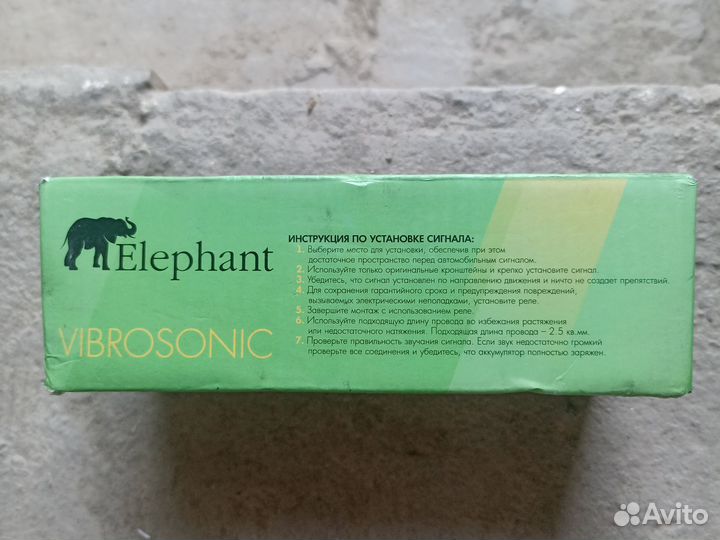 Elephant
VIBROSONIC
ИНСТРУКЦИЯ ПО УСТАНОВКЕ СИГНАЛА:
1. Выберите место для установки, обеспечив при этом
достаточное пространство перед автомобильным сигналом.
2. Используйте только оригинальные кронштейны и крепко установите сигнал.
3. Убедитесь, что сигнал установлен по направлению движения и ничто не создает препятствий.
4. Для сохранения гарантийного срока и предупреждения повреждений,
вызываемых электрическими неполадками, установите реле.
5. Завершите монтаж с использованием реле.
6. Используйте подходящую длину провода во избежания растяжения
или недостаточного натяжения. Подходящая длина провода – 2.5 кв.мм.
7. Проверьте правильность звучания сигнала. Если звук недостаточно громкий
проверьте все соединения и убедитесь, что аккумулятор полностью заряжен.
Avito